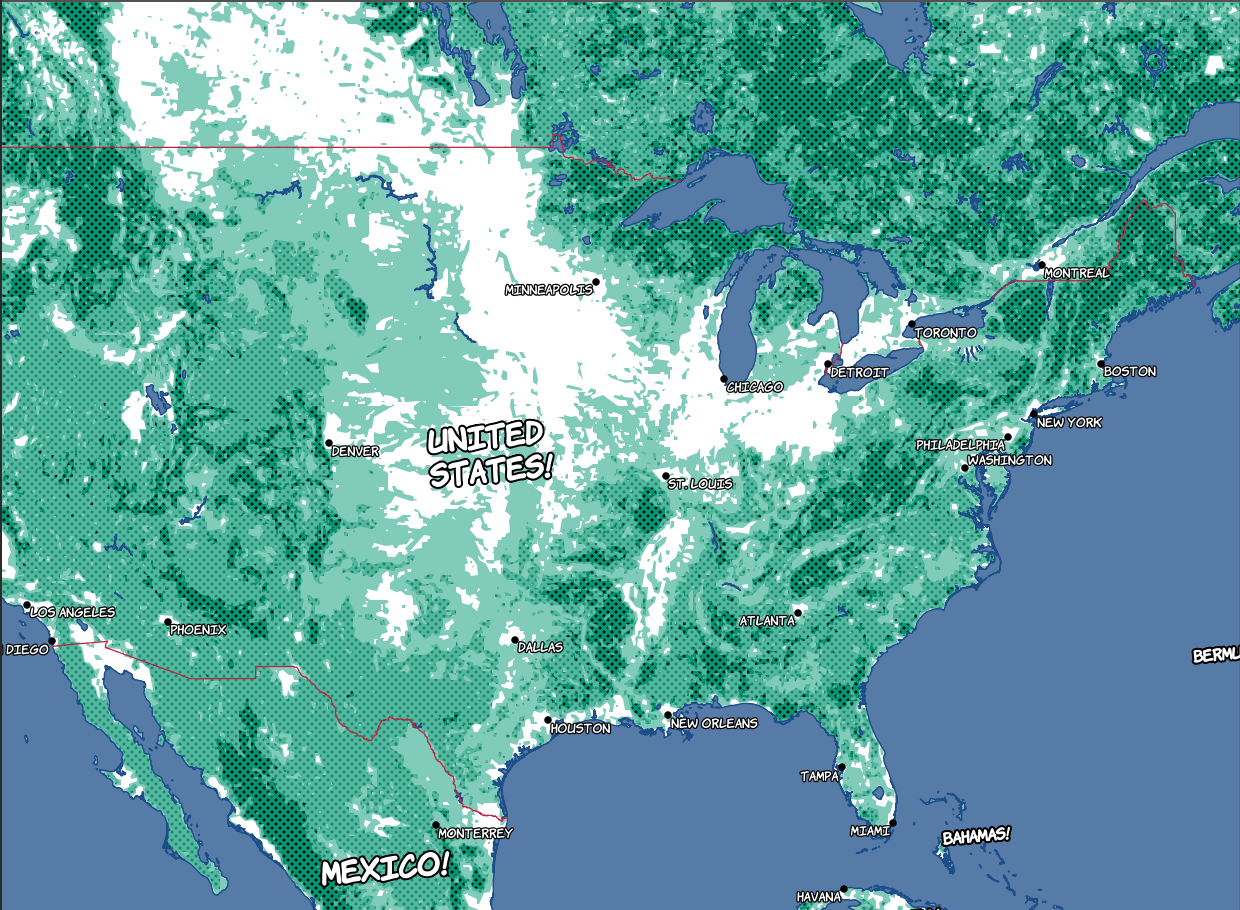 MONTREAL
MINNEAPOLIS
TORONTO
DETROIT
BOSTON
CHICAGO
NEW YORK
UNITED
STATES!
PHILADELPHIA
DENVER
WASHINGTON
ST. LOUIS
LOS ANGELES
ATLANTA
PHOENIX
DIEGO
DALLAS
BERMU
NEW ORLEANS
HOUSTON
TAMPA
MIAMI
MONTERREY
BAHAMAS!
MEXICO!
HAVANA